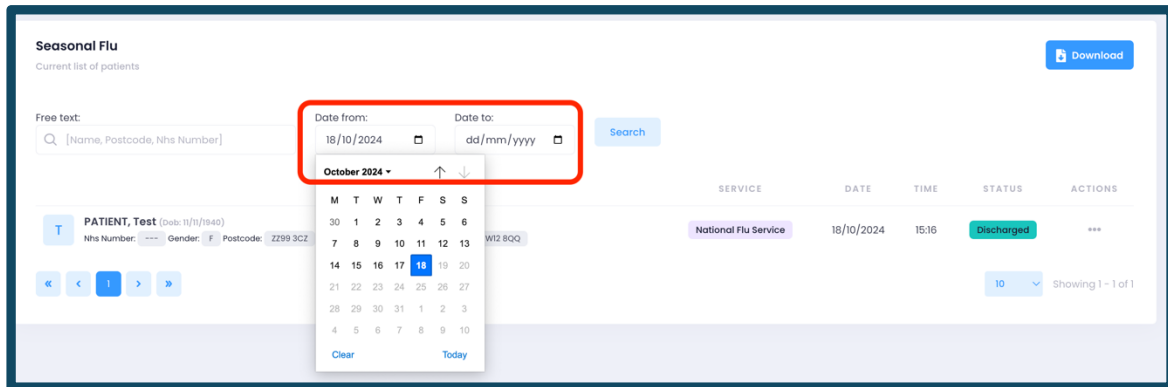 Seasonal Flu
Current list of patients
Download
Free text:
[Name, Postcode, Nhs Number]
Date from:
18/10/2024
Date to:
dd/mm/yyyy
Search
October 2024
M T W T F S S
30 1 2 3 4 5 6
7 8 9 10 11 12 13
14 15 16 17 18 19 20
21 22 23 24 25 26 27
28 29 30 31 1 2 3
4 5 6 7 8 9 10
Clear Today
SERVICE DATE TIME STATUS ACTIONS
T
PATIENT, Test (Dob: 11/11/1940)
Nhs Number: --- Gender: F Postcode: ZZ99 3CZ
W12 8QQ
National Flu Service 18/10/2024 15:16 Discharged •••
« ‹ 1 › »
10 Showing 1 - 1 of 1